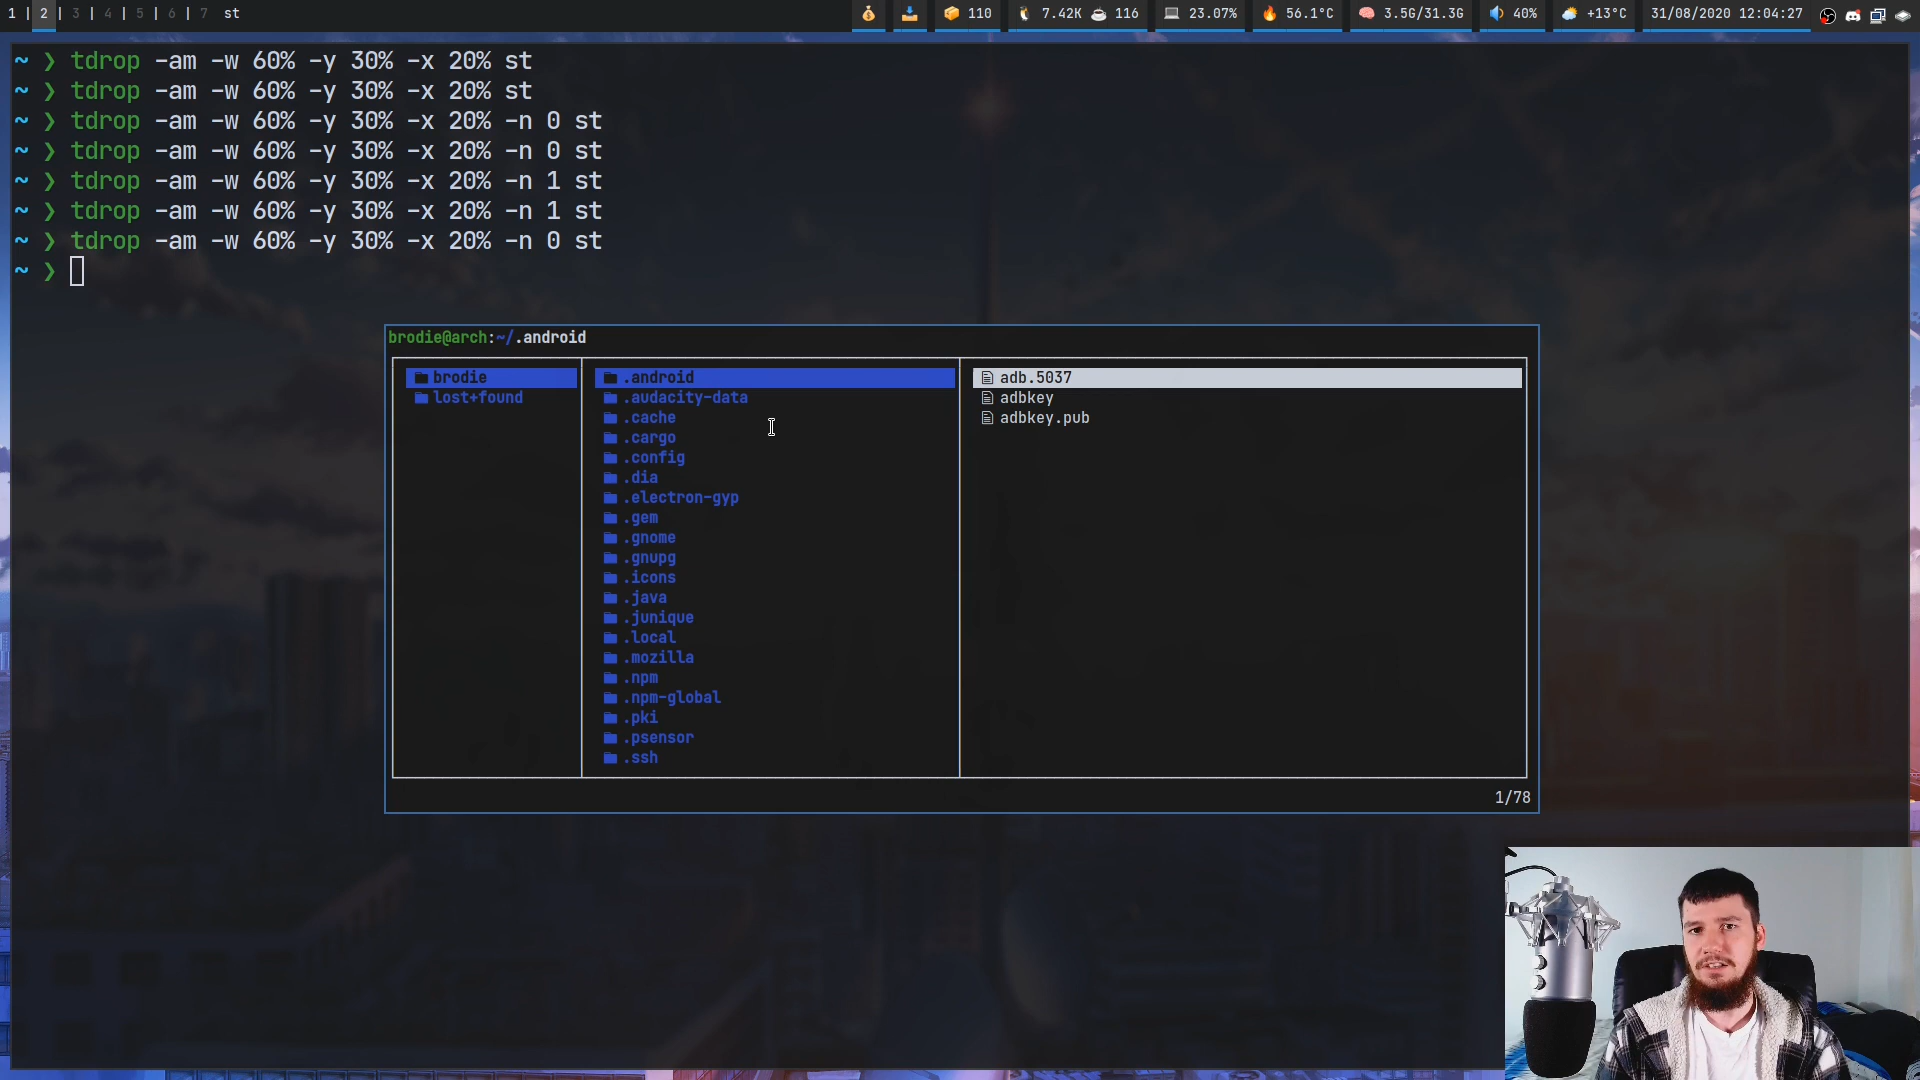 1 | 2 | 3 | 4 | 5 | 6 | 7 st 110 7.42K 116 23.07% 56.1°C 3.5G/31.3G 40% +13°C 31/08/2020 12:04:27
~ ❯ tdrop -am -w 60% -y 30% -x 20% st
~ ❯ tdrop -am -w 60% -y 30% -x 20% st
~ ❯ tdrop -am -w 60% -y 30% -x 20% -n 0 st
~ ❯ tdrop -am -w 60% -y 30% -x 20% -n 0 st
~ ❯ tdrop -am -w 60% -y 30% -x 20% -n 1 st
~ ❯ tdrop -am -w 60% -y 30% -x 20% -n 1 st
~ ❯ tdrop -am -w 60% -y 30% -x 20% -n 0 st
~ ❯
brodie@arch:~/.android
brodie
lost+found
.android
.audacity-data
.cache
.cargo
.config
.dia
.electron-gyp
.gem
.gnome
.gnupg
.icons
.java
.junique
.local
.mozilla
.npm
.npm-global
.pki
.psensor
.ssh
adb.5037
adbkey
adbkey.pub
1/78